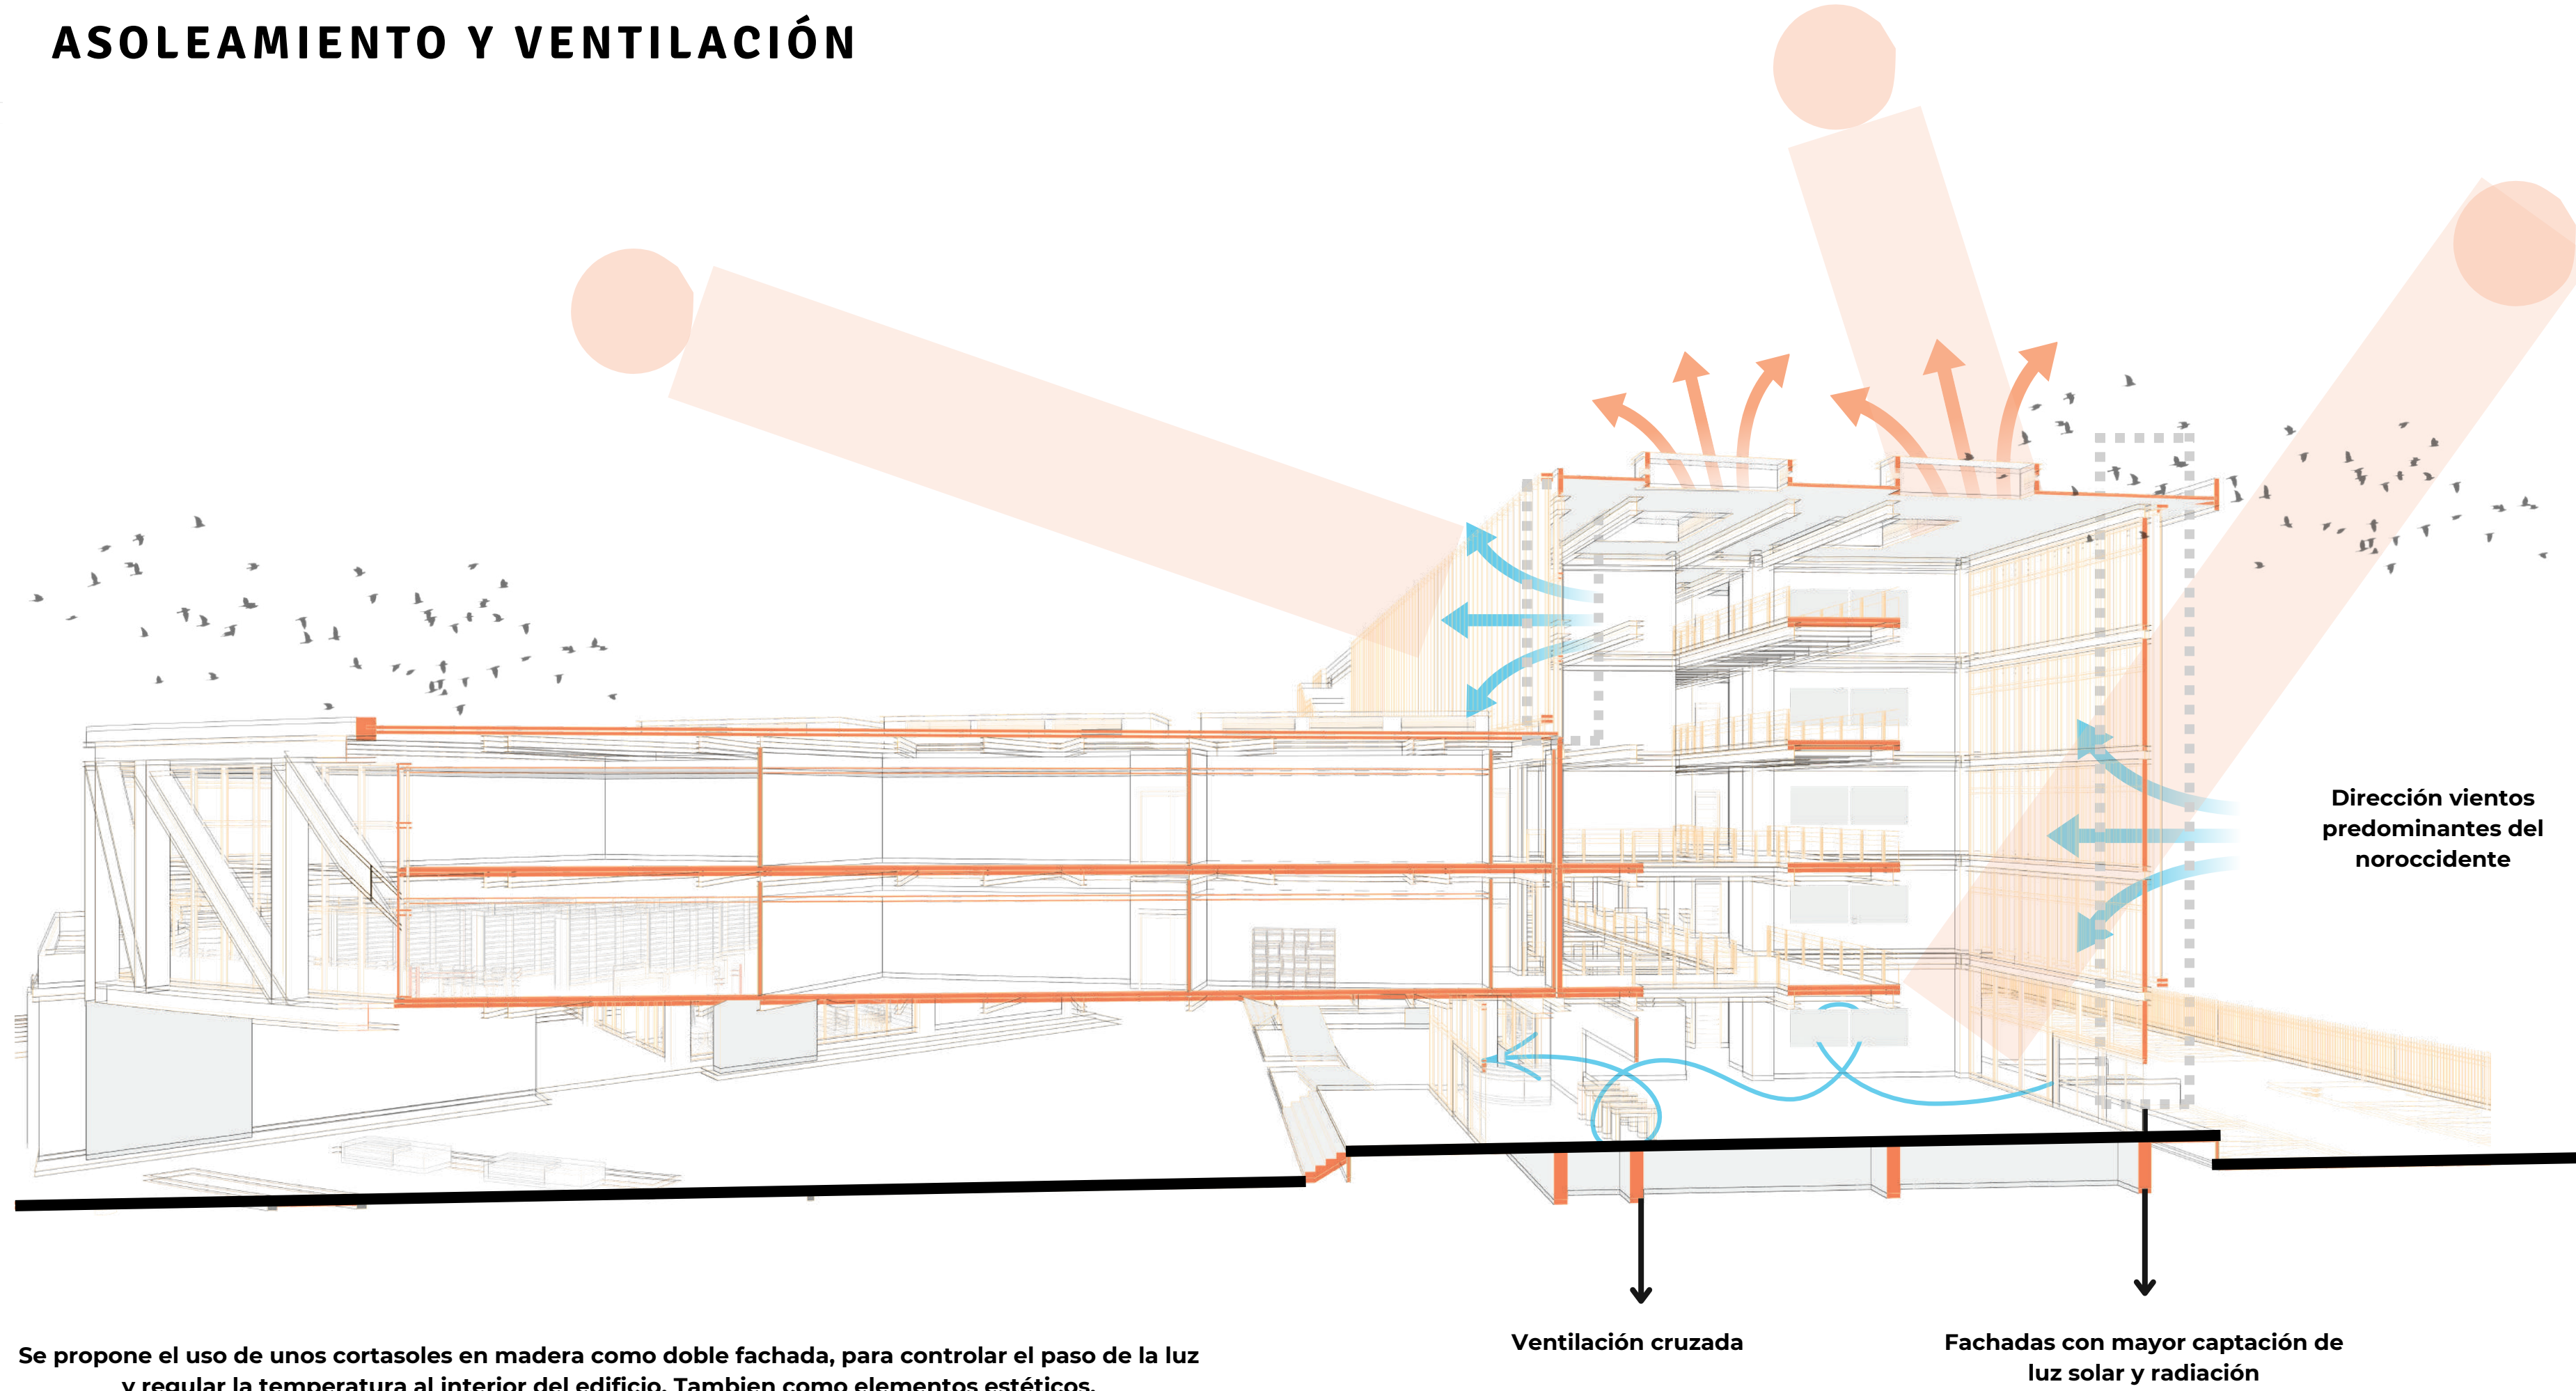 ASOLEAMIENTO Y VENTILACIÓN
Dirección vientos
predominantes del
noroccidente
Ventilación cruzada
Fachadas con mayor captación de
luz solar y radiación
Se propone el uso de unos cortasoles en madera como doble fachada, para controlar el paso de la luz
y regular la temperatura al interior del edificio. Tambien como elementos estéticos.